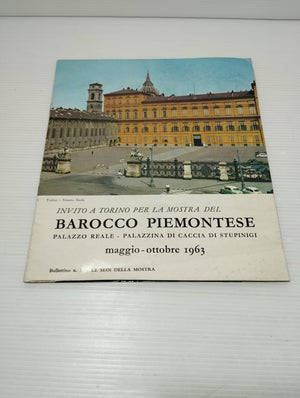 Torino - Palazzo Reale
INVITO A TORINO PER LA MOSTRA DEL
BAROCCO PIEMONTESE
PALAZZO REALE - PALAZZINA DI CACCIA DI STUPINIGI
maggio - ottobre 1963
Bollettino n. LE SEDI DELLA MOSTRA